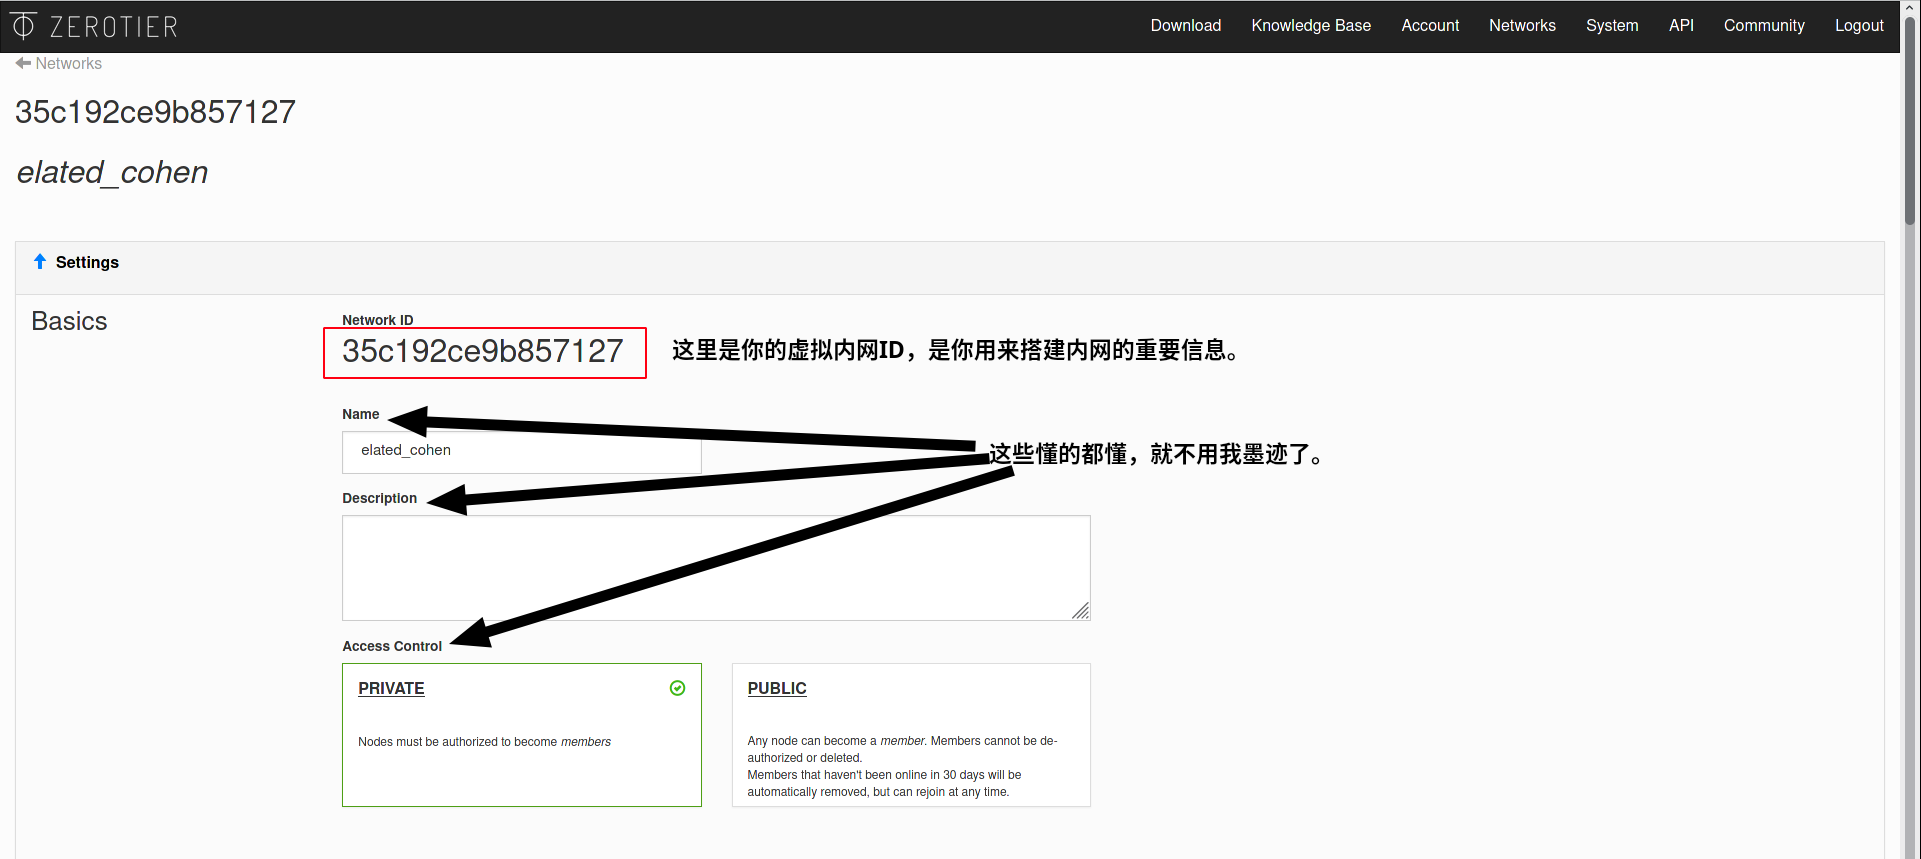 ZEROTIER
Download Knowledge Base Account Networks System API Community Logout
Networks
35c192ce9b857127
elated_cohen
Settings
Basics
Network ID
35c192ce9b857127
这里是你的虚拟内网ID，是你用来搭建内网的重要信息。
Name
elated_cohen
这些懂的都懂，就不用我墨迹了。
Description
Access Control
PRIVATE
Nodes must be authorized to become members
PUBLIC
Any node can become a member. Members cannot be de-
authorized or deleted.
Members that haven't been online in 30 days will be
automatically removed, but can rejoin at any time.